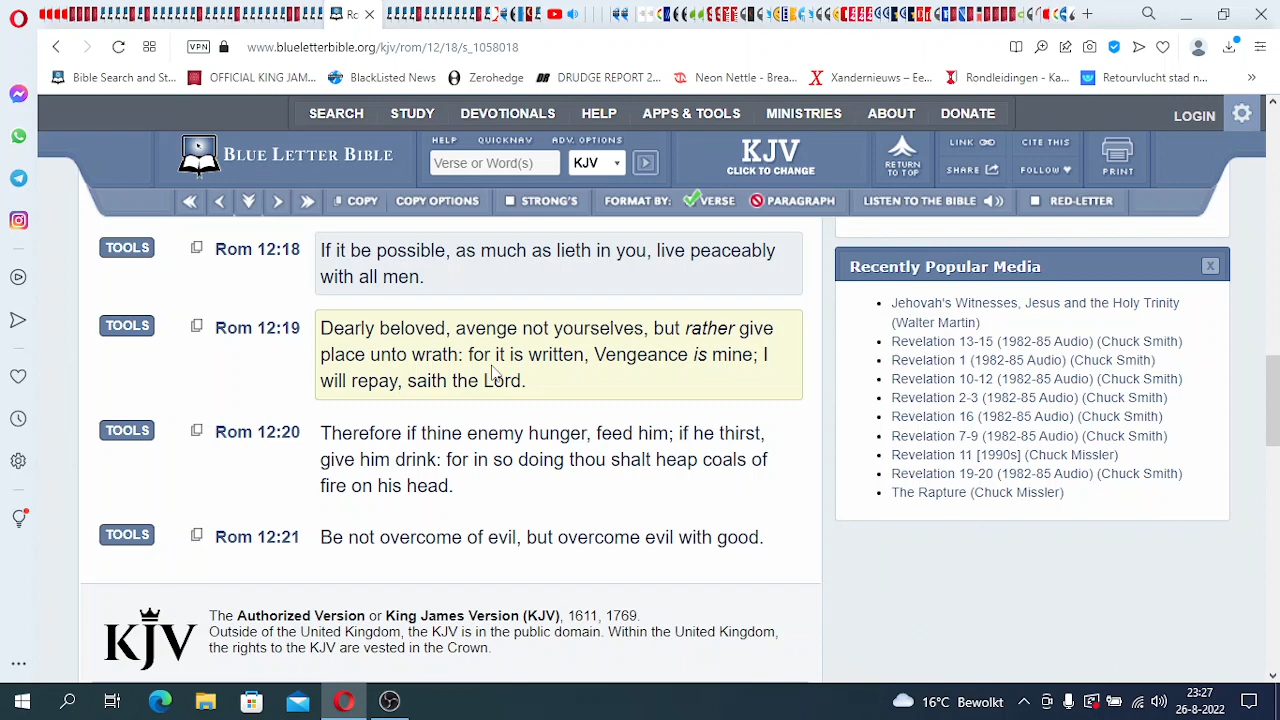 Ro
VPN
www.blueletterbible.org/kjv/rom/12/18/s_1058018
Bible Search and St...
OFFICIAL KING JAM...
BlackListed News
Zerohedge
DRUDGE REPORT 2...
Neon Nettle - Brea...
Xandernieuws – Ee...
Rondleidingen - Ka...
Retourvlucht stad n...
SEARCH STUDY DEVOTIONALS HELP APPS & TOOLS MINISTRIES ABOUT DONATE
LOGIN
BLUE LETTER BIBLE
HELP QUICKNAV ADV. OPTIONS
Verse or Word(s)
KJV
KJV
CLICK TO CHANGE
RETURN
TO TOP
LINK
SHARE
CITE THIS
FOLLOW
PRINT
COPY COPY OPTIONS STRONG'S FORMAT BY: VERSE PARAGRAPH LISTEN TO THE BIBLE RED-LETTER
TOOLS Rom 12:18 If it be possible, as much as lieth in you, live peaceably
with all men.
TOOLS Rom 12:19 Dearly beloved, avenge not yourselves, but rather give
place unto wrath: for it is written, Vengeance is mine; I
will repay, saith the Lord.
TOOLS Rom 12:20 Therefore if thine enemy hunger, feed him; if he thirst,
give him drink: for in so doing thou shalt heap coals of
fire on his head.
TOOLS Rom 12:21 Be not overcome of evil, but overcome evil with good.
KJV
The Authorized Version or King James Version (KJV), 1611, 1769.
Outside of the United Kingdom, the KJV is in the public domain. Within the United Kingdom,
the rights to the KJV are vested in the Crown.
Recently Popular Media
X
Jehovah's Witnesses, Jesus and the Holy Trinity
(Walter Martin)
Revelation 13-15 (1982-85 Audio) (Chuck Smith)
Revelation 1 (1982-85 Audio) (Chuck Smith)
Revelation 10-12 (1982-85 Audio) (Chuck Smith)
Revelation 2-3 (1982-85 Audio) (Chuck Smith)
Revelation 16 (1982-85 Audio) (Chuck Smith)
Revelation 7-9 (1982-85 Audio) (Chuck Smith)
Revelation 11 [1990s] (Chuck Missler)
Revelation 19-20 (1982-85 Audio) (Chuck Smith)
The Rapture (Chuck Missler)
16°C Bewolkt
23:27
26-8-2022